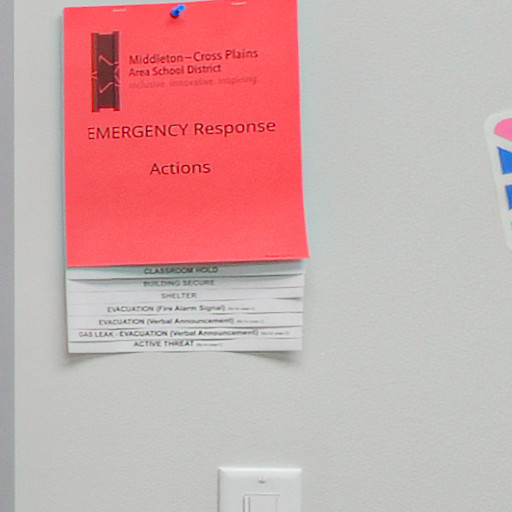 Middleton-Cross Plains
Area School District
inclusive. innovative. inspiring.
EMERGENCY Response
Actions
CLASSROOM HOLD
BUILDING SECURE
SHELTER
EVACUATION (Fire Alarm Signal)
EVACUATION (Verbal Announcement)
GAS LEAK - EVACUATION (Verbal Announcement)
ACTIVE THREAT